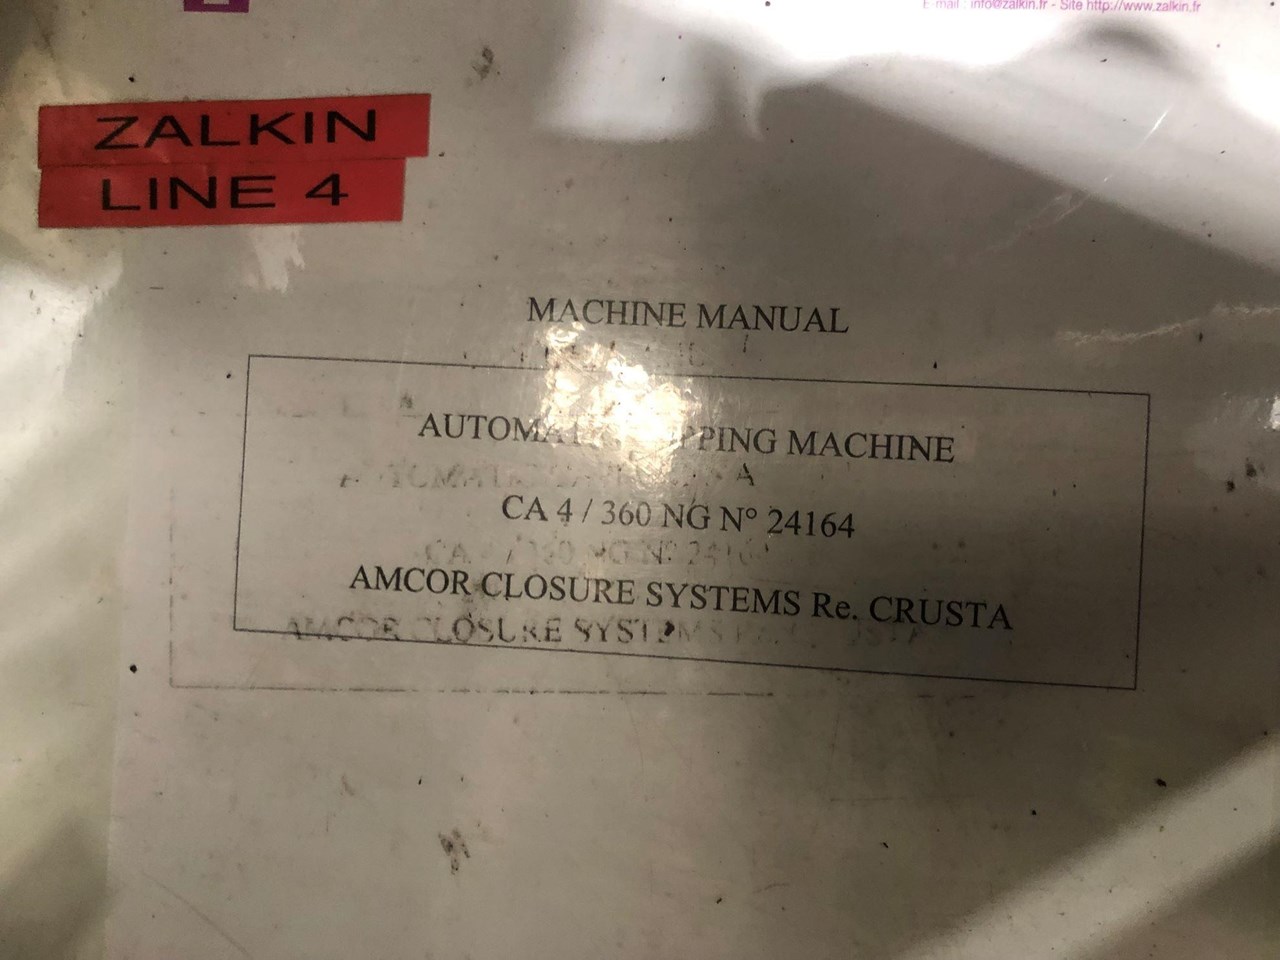 E-mail : info@zalkin.fr - Site http://www.zalkin.fr
ZALKIN
LINE 4
MACHINE MANUAL
MACHINE
CA 4 / 360 NG N° 24164
AMCOR CLOSURE SYSTEMS Re. CRUSTA